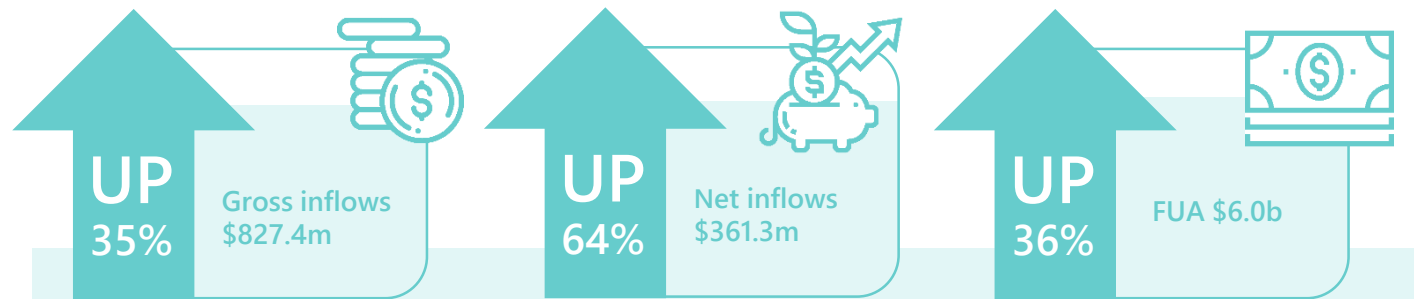 UP
35%
Gross inflows
$827.4m
$
UP
64%
Net inflows
$361.3m
$
UP
36%
FUA $6.0b
$